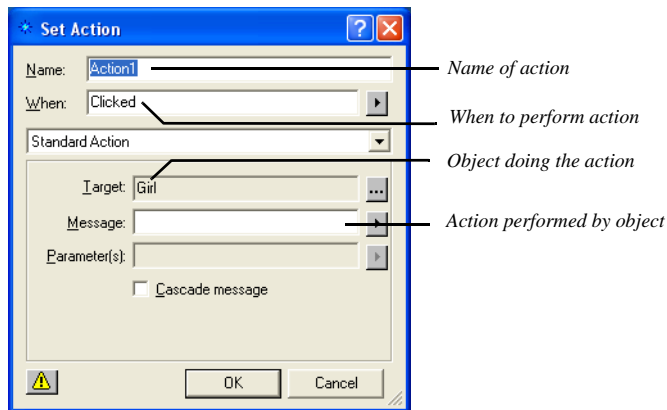 Set Action
Name: Action1
Name of action
When: Clicked
When to perform action
Standard Action
Object doing the action
Target: Girl
...
Message:
Action performed by object
Parameter(s):
Cascade message
OK
Cancel